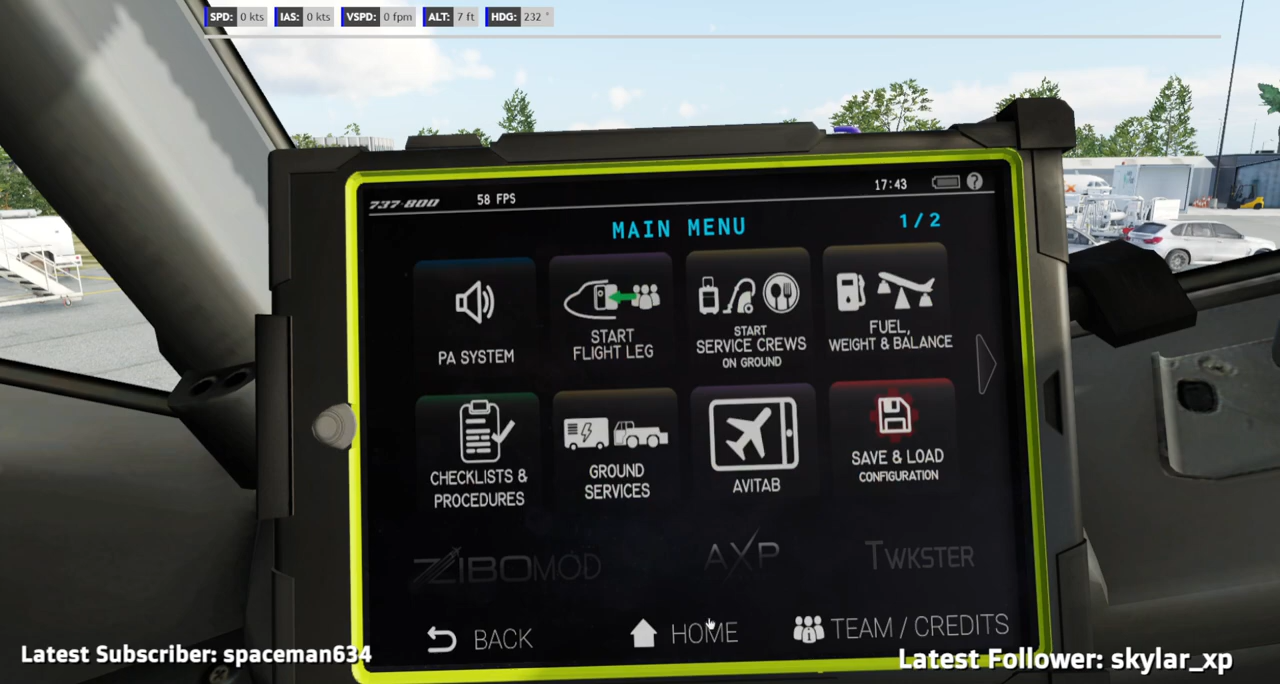 SPD: 0 kts IAS: 0 kts VSPD: 0 fpm ALT: 7 ft HDG: 232 °
737-800 58 FPS 17:43 ?
MAIN MENU 1/2
PA SYSTEM
START
FLIGHT LEG
START
SERVICE CREWS
ON GROUND
FUEL,
WEIGHT & BALANCE
CHECKLISTS &
PROCEDURES
GROUND
SERVICES
AVITAB
SAVE & LOAD
CONFIGURATION
ZIBOMOD AXP TWKSTER
BACK HOME TEAM / CREDITS
Latest Subscriber: spaceman634 Latest Follower: skylar_xp